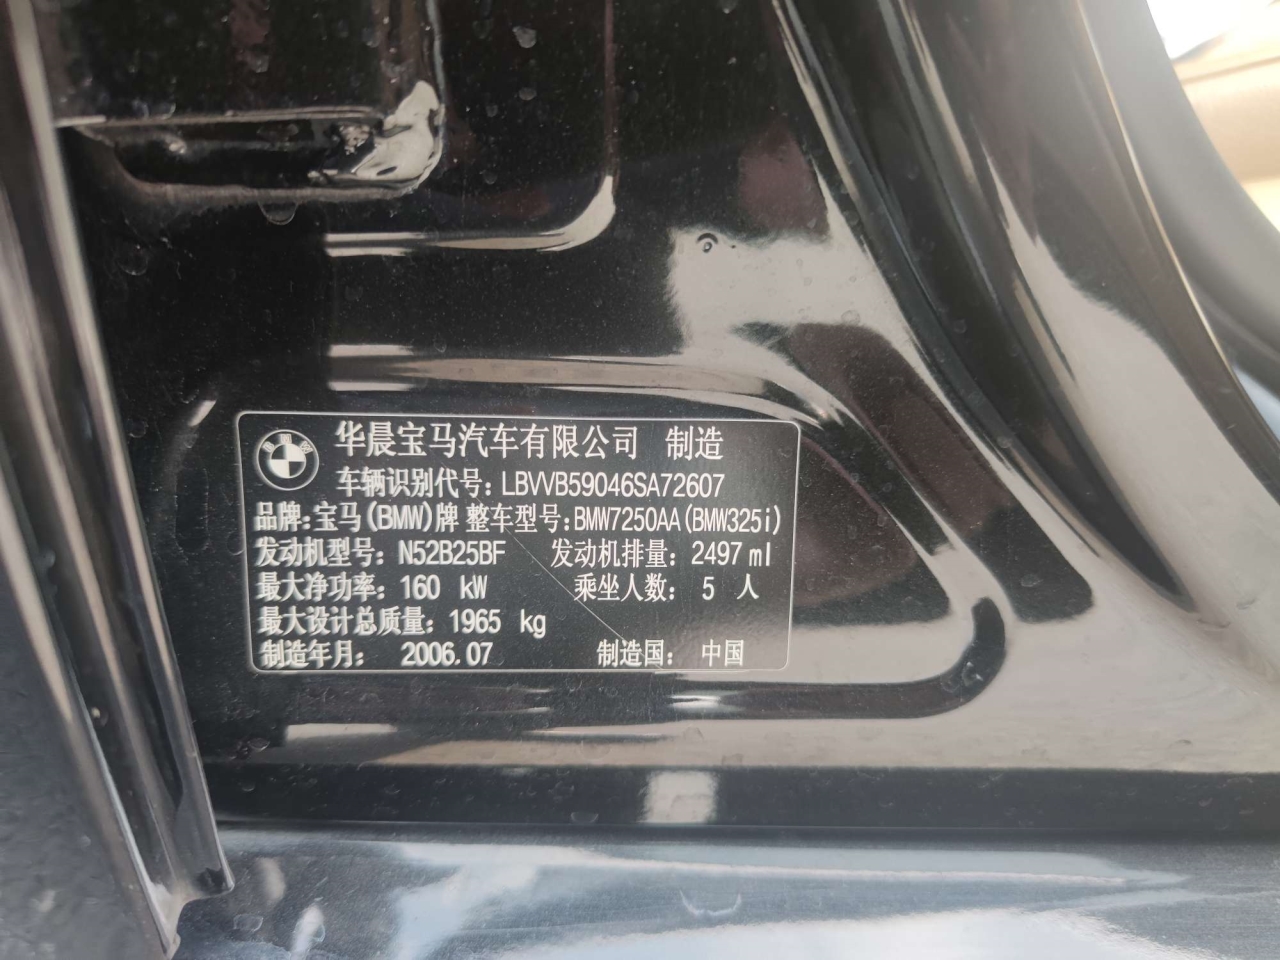 华晨宝马汽车有限公司 制造
车辆识别代号: LBVVB59046SA72607
品牌: 宝马(BMW)牌 整车型号: BMW7250AA(BMW325i)
发动机型号: N52B25BF 发动机排量: 2497 ml
最大净功率: 160 kW 乘坐人数: 5 人
最大设计总质量: 1965 kg
制造年月: 2006.07 制造国: 中国